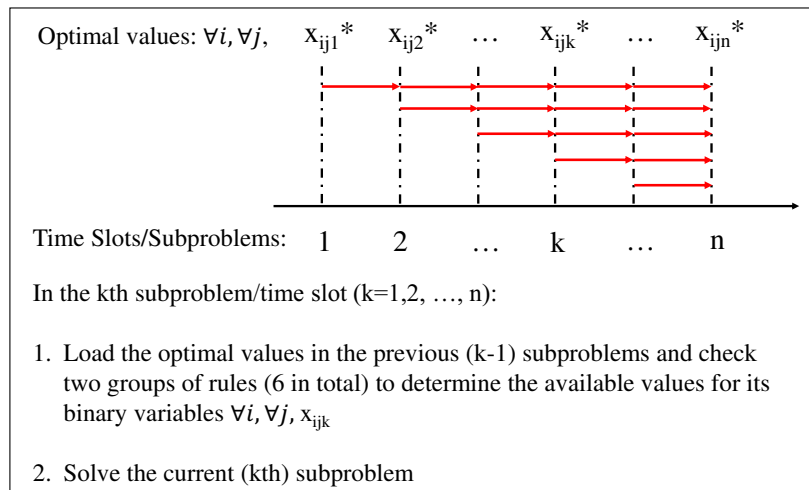 Optimal values: ∀i, ∀j, x_ij1* x_ij2* … x_ijk* … x_ijn*
Time Slots/Subproblems: 1 2 … k … n
In the kth subproblem/time slot (k=1,2, …, n):
1. Load the optimal values in the previous (k-1) subproblems and check
two groups of rules (6 in total) to determine the available values for its
binary variables ∀i, ∀j, x_ijk
2. Solve the current (kth) subproblem